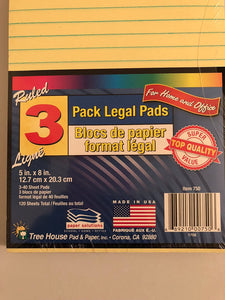 Ruled
3
Ligné
Pack Legal Pads
For Home and Office
Blocs de papier
format légal
SUPER
TOP QUALITY
VALUE
5 in. x 8 in.
12.7 cm x 20.3 cm
3-40 Sheet Pads
3 blocs de papier
format légal de 40 feuilles
120 Sheets Total / Feuilles au total
paper solutions
MADE IN USA
FABRIQUÉ AUX É.-U.
Item 750
Tree House Pad & Paper, Inc. • Corona, CA 92880